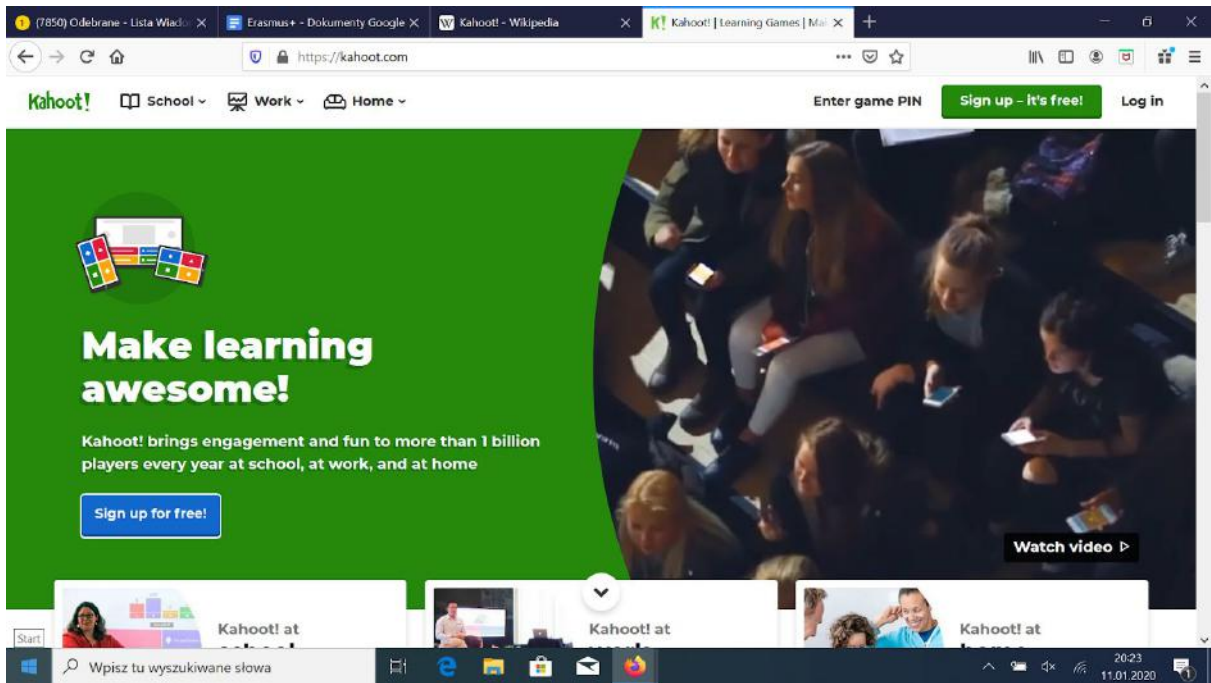 (7850) Odebrane - Lista Wiado
Erasmus+ - Dokumenty Google
Kahoot! - Wikipedia
Kahoot! | Learning Games | Ma
https://kahoot.com
Kahoot! School Work Home Enter game PIN Sign up – it's free! Log in
Make learning
awesome!
Kahoot! brings engagement and fun to more than 1 billion
players every year at school, at work, and at home
Sign up for free!
Watch video
Kahoot! at
school
Kahoot! at
Kahoot! at
home
Start
Wpisz tu wyszukiwane słowa
20:23
11.01.2020